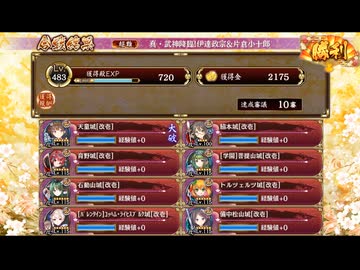 合戦結果
超難
真・武神降臨!伊達政宗&片倉小十郎
勝利
LV
483
獲得殿EXP
720
獲得金
2175
達成審議
10審
天童城[改壱]
経験値+0
大破
脇本城[改壱]
経験値+0
宵野城[改壱]
経験値+0
[学園]菩提山城[改壱]
経験値+0
石動山城[改壱]
経験値+0
トルツェルツ城[改壱]
経験値+0
経験値+0
備中松山城[改壱]
経験値+0